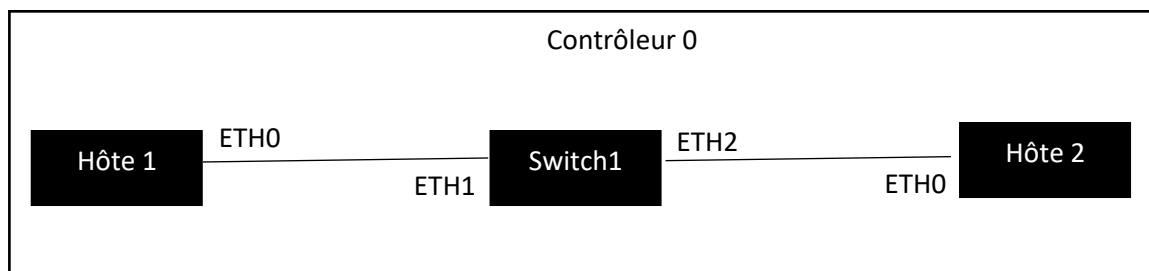 Contrôleur 0
Hôte 1
ETH0
ETH1
Switch1
ETH2
ETH0
Hôte 2